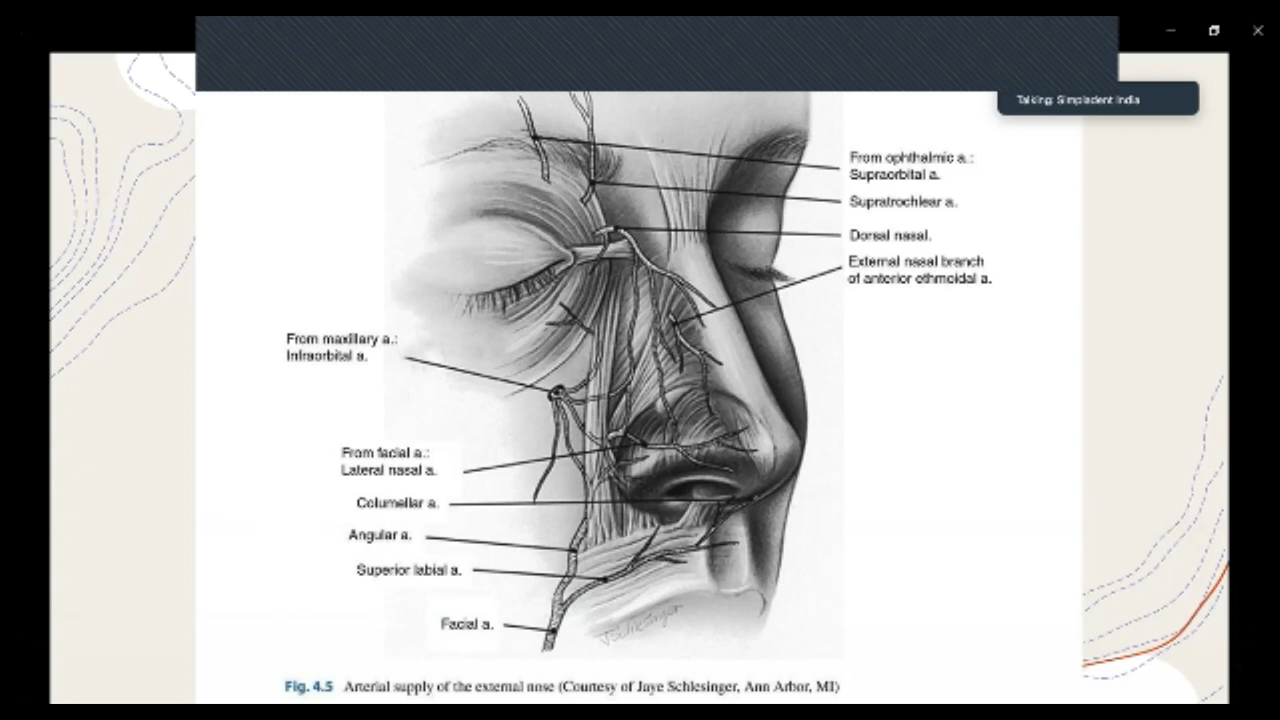 Talking: Simpladent India
From ophthalmic a.:
Supraorbital a.
Supratrochlear a.
Dorsal nasal.
External nasal branch
of anterior ethmoidal a.
From maxillary a.:
Infraorbital a.
From facial a.:
Lateral nasal a.
Columellar a.
Angular a.
Superior labial a.
Facial a.
JSchlesinger
Fig. 4.5 Arterial supply of the external nose (Courtesy of Jaye Schlesinger, Ann Arbor, MI)